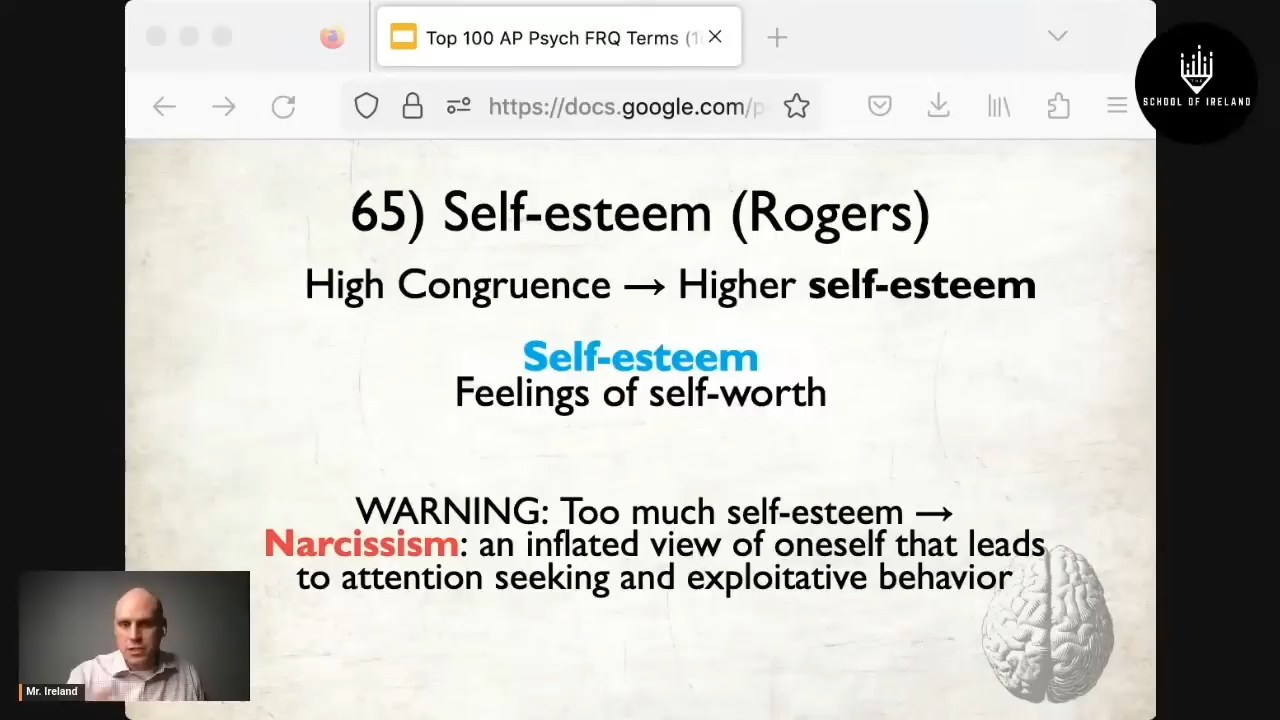 Top 100 AP Psych FRQ Terms (1
https://docs.google.com/p
THE
SCHOOL OF IRELAND
65) Self-esteem (Rogers)
High Congruence → Higher self-esteem
Self-esteem
Feelings of self-worth
WARNING: Too much self-esteem →
Narcissism: an inflated view of oneself that leads
to attention seeking and exploitative behavior
Mr. Ireland